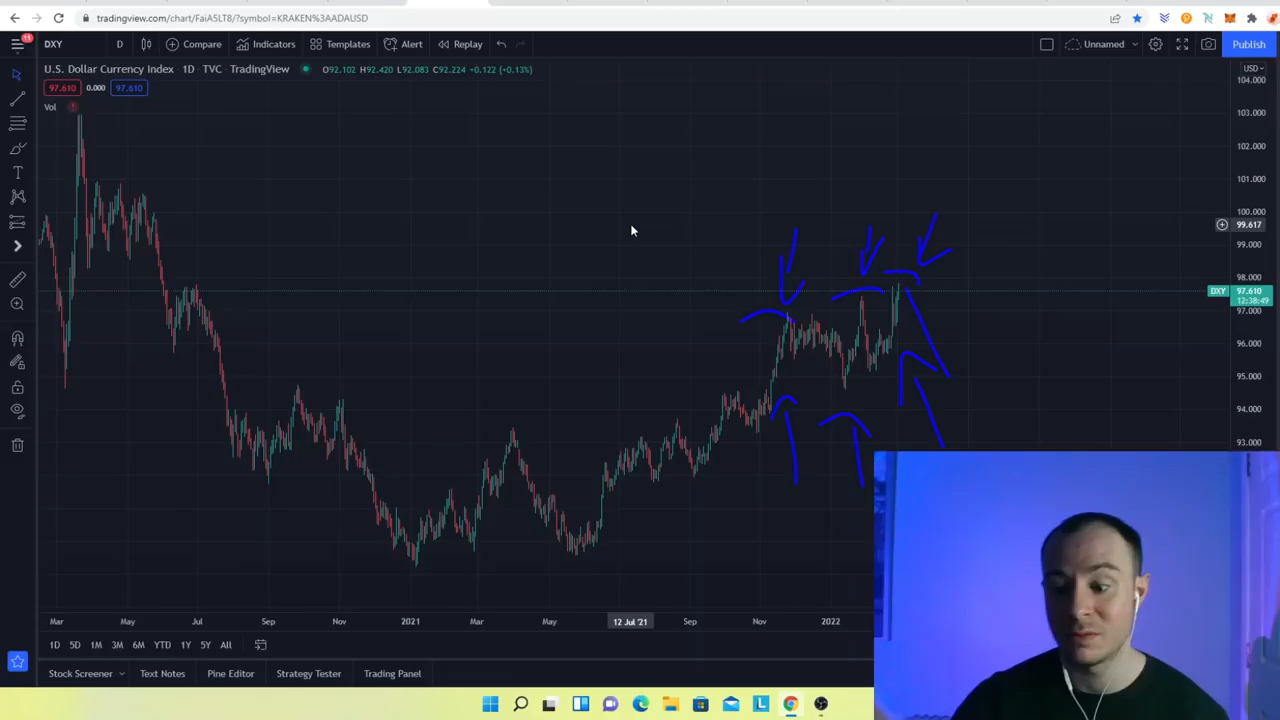 tradingview.com/chart/FaiA5LT8/?symbol=KRAKEN%3AADAUSD
11
DXY
D
Compare
Indicators
Templates
Alert
Replay
Unnamed
Publish
U.S. Dollar Currency Index • 1D • TVC • TradingView
O92.102 H92.420 L92.083 C92.224 +0.122 (+0.13%)
USD
97.610
0.000
97.610
Vol
104.000
103.000
102.000
101.000
100.000
99.617
99.000
98.000
DXY
97.610
12:38:49
97.000
96.000
95.000
94.000
93.000
Mar
May
Jul
Sep
Nov
2021
Mar
May
12 Jul '21
Sep
Nov
2022
1D
5D
1M
3M
6M
YTD
1Y
5Y
All
Stock Screener
Text Notes
Pine Editor
Strategy Tester
Trading Panel
L